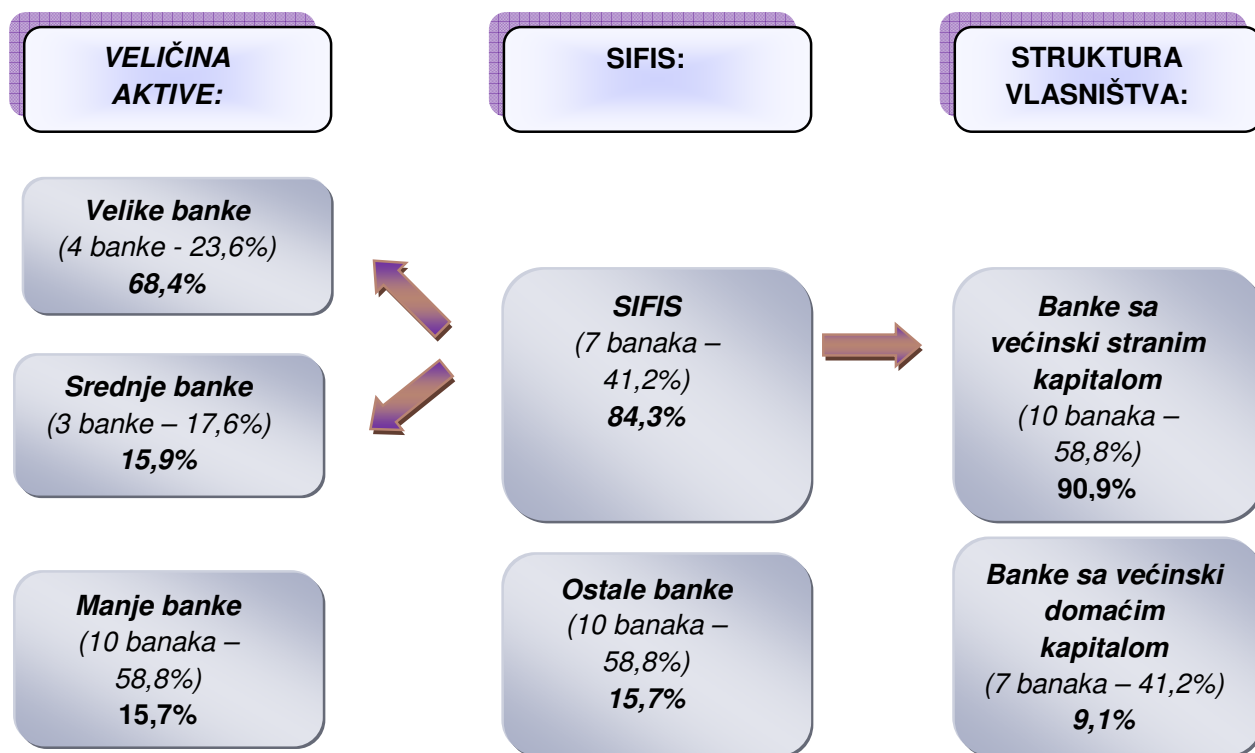 VELIČINA
AKTIVE:
Velike banke
(4 banke - 23,6%)
68,4%
Srednje banke
(3 banke – 17,6%)
15,9%
Manje banke
(10 banaka –
58,8%)
15,7%
SIFIS:
SIFIS
(7 banaka –
41,2%)
84,3%
Ostale banke
(10 banaka –
58,8%)
15,7%
STRUKTURA
VLASNIŠTVA:
Banke sa
većinski stranim
kapitalom
(10 banaka –
58,8%)
90,9%
Banke sa većinski
domaćim
kapitalom
(7 banaka – 41,2%)
9,1%